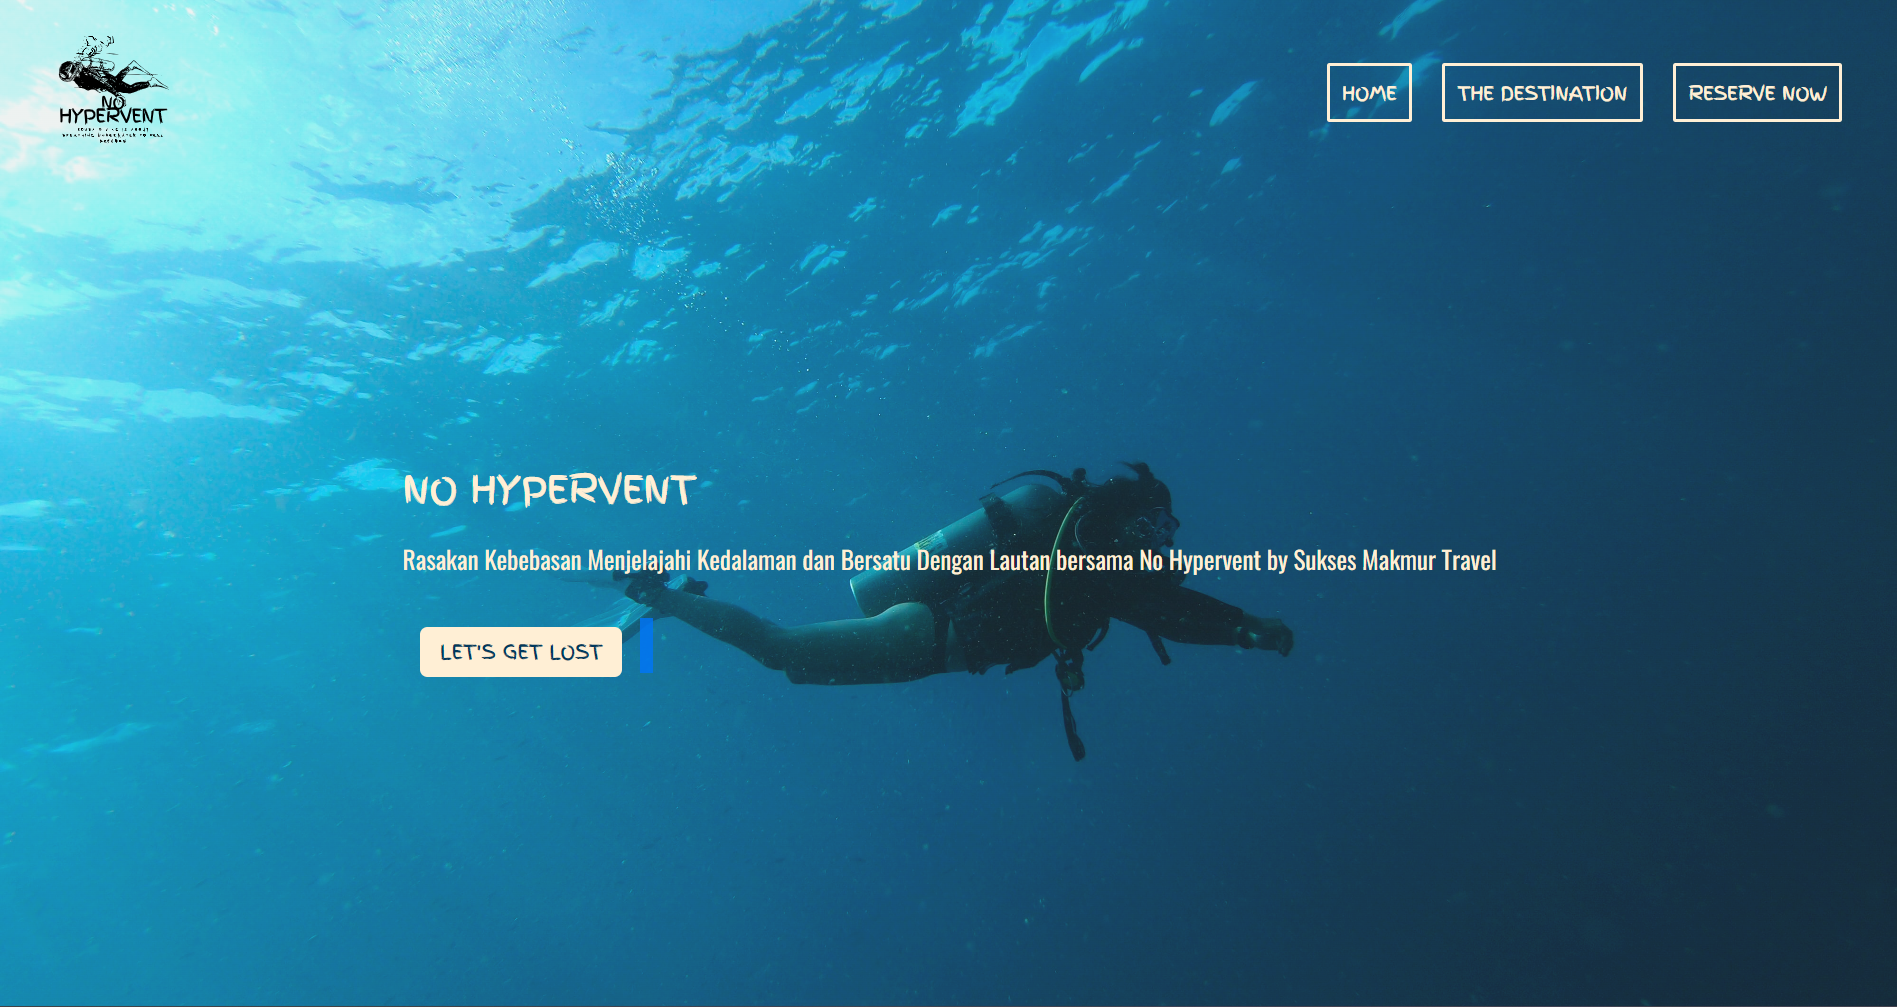 NO
HYPERVENT
HOME
THE DESTINATION
RESERVE NOW
NO HYPERVENT
Rasakan Kebebasan Menjelajahi Kedalaman dan Bersatu Dengan Lautan bersama No Hypervent by Sukses Makmur Travel
LET'S GET LOST